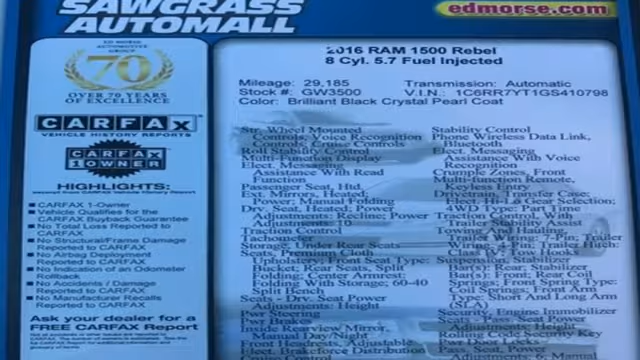 SAWGRASS
AUTOMALL
edmorse.com
ED MORSE
AUTOMOTIVE
GROUP
70
OVER 70 YEARS
OF EXCELLENCE
CARFAX
VEHICLE HISTORY REPORTS
CARFAX
1 OWNER
HIGHLIGHTS:
CARFAX 1-Owner
Vehicle Qualifies for the
CARFAX Buyback Guarantee
No Total Loss Reported to
CARFAX
No Structural/Frame Damage
Reported to CARFAX
No Airbag Deployment
Reported to CARFAX
No Indication of an Odometer
Rollback
No Accidents / Damage
Reported to CARFAX
No Manufacturer Recalls
Reported to CARFAX
Ask your dealer for a
FREE CARFAX Report
2016 RAM 1500 Rebel
8 Cyl. 5.7 Fuel Injected
Mileage: 29,185 Transmission: Automatic
Stock #: GW3500 V.I.N.: 1C6RR7YT1GS410798
Color: Brilliant Black Crystal Pearl Coat
Str. Wheel Mounted
Controls; Voice Recognition
Controls; Cruise Controls
Roll Stability Control
Multi-Function Display
Elect. Messaging
Assistance With Read
Function
Passenger Seat, Htd.
Ext. Mirrors, Heated;
Power; Manual Folding
Drv. Seat, Heated, Power
Adjustments: Recline; Power
Adjustments: 10
Traction Control
Tachometer
Storage, Under Rear Seats
Seats, Premium Cloth
Upholstery; Front Seat Type:
Bucket; Rear Seats, Split
Folding; Center Armrest:
Folding With Storage; 60-40
Split Bench
Seats - Drv. Seat Power
Adjustments: Height
Pwr Steering
Pwr Brakes
Inside Rearview Mirror,
Manual Day/Night
Front Headrests, Adjustable
Elect. Brakeforce Distribution
Cruise Control
Stability Control
Phone Wireless Data Link,
Bluetooth
Elect. Messaging
Assistance With Voice
Recognition
Crumple Zones, Front
Multi-Function Remote,
Keyless Entry
Drivetrain, Transfer Case:
Elect. Hi-Lo Gear Selection;
4WD Type: Part Time
Traction Control, With
Trailer Stability Assist
Towing And Hauling,
Trailer Wiring: 7-Pin; Trailer
Wiring: 4-Pin; Trailer Hitch:
Class IV; Tow Hooks
Suspension, Stabilizer
Bar(s): Rear; Stabilizer
Bar(s): Front; Rear Coil
Springs; Front Spring Type:
Coil Springs; Front Arm
Type: Short And Long Arm
(SLA)
Security, Engine Immobilizer
Seats - Pass. Seat Power
Adjustments: Height
Rolling Code Security Key
Pwr Door Locks
Pass. Seat, Power